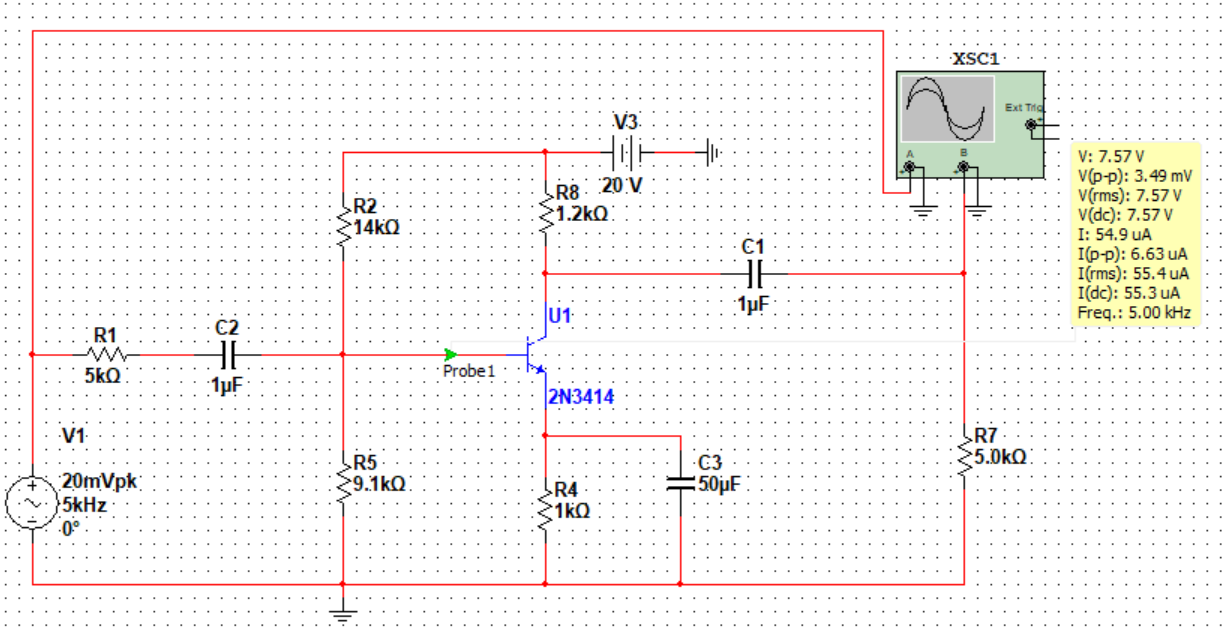 XSC1
Ext Trig
+
A
B
+
+
V: 7.57 V
V(p-p): 3.49 mV
V(rms): 7.57 V
V(dc): 7.57 V
I: 54.9 uA
I(p-p): 6.63 uA
I(rms): 55.4 uA
I(dc): 55.3 uA
Freq.: 5.00 kHz
V3
20 V
R8
1.2kΩ
R2
14kΩ
C1
1µF
U1
2N3414
R1
5kΩ
C2
1µF
Probe1
V1
20mVpk
5kHz
0°
+
R5
9.1kΩ
R4
1kΩ
C3
50µF
R7
5.0kΩ